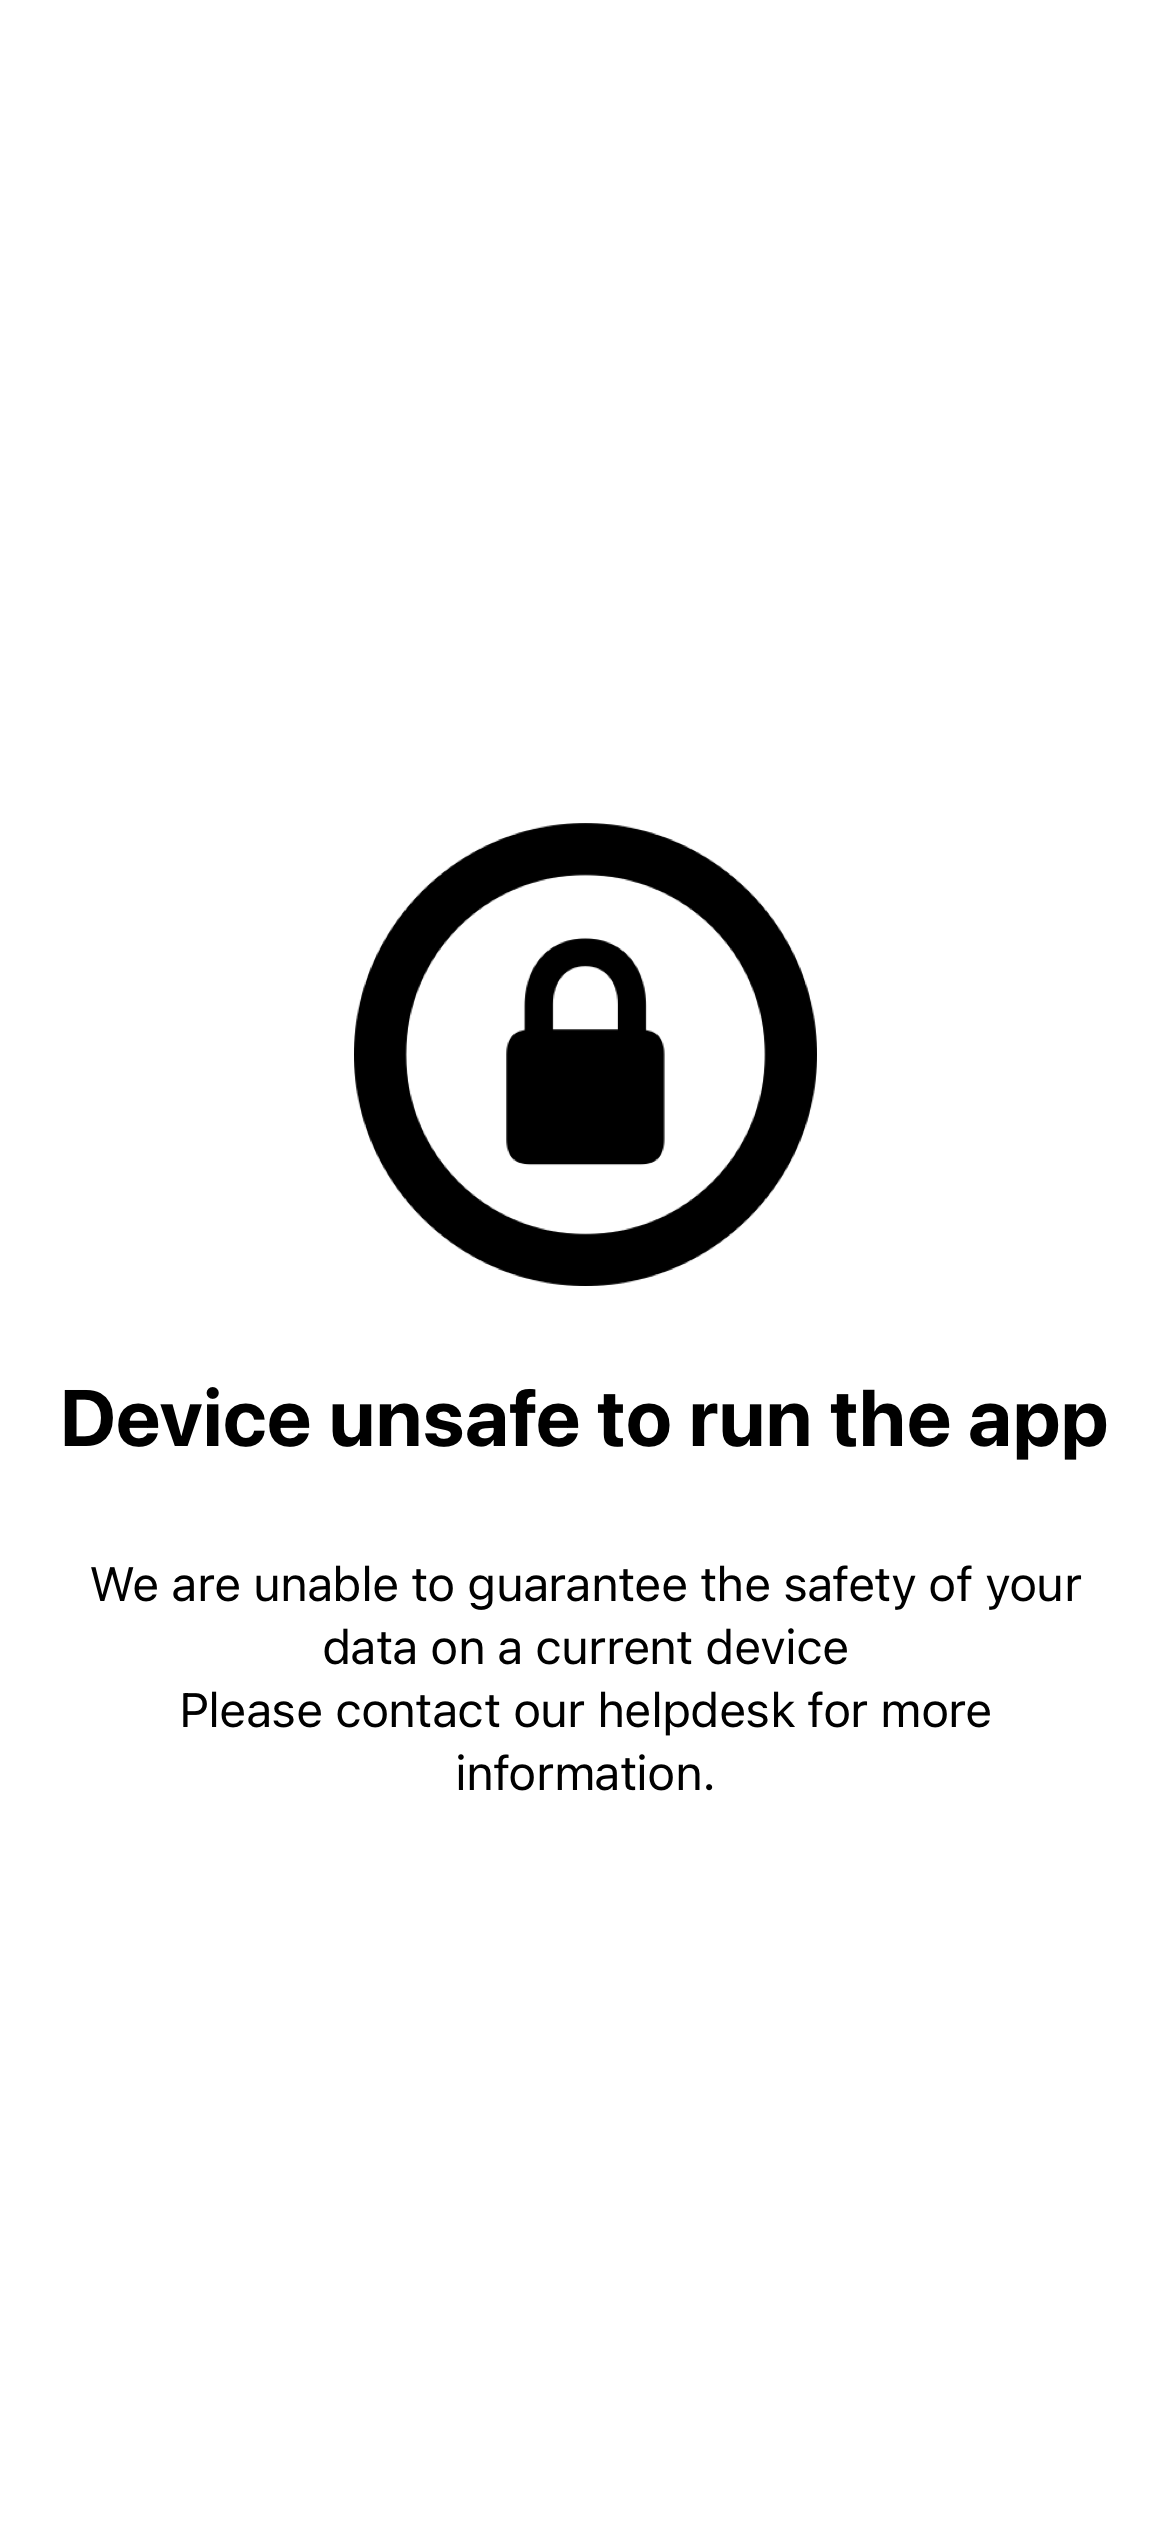 Device unsafe to run the app
We are unable to guarantee the safety of your
data on a current device
Please contact our helpdesk for more
information.